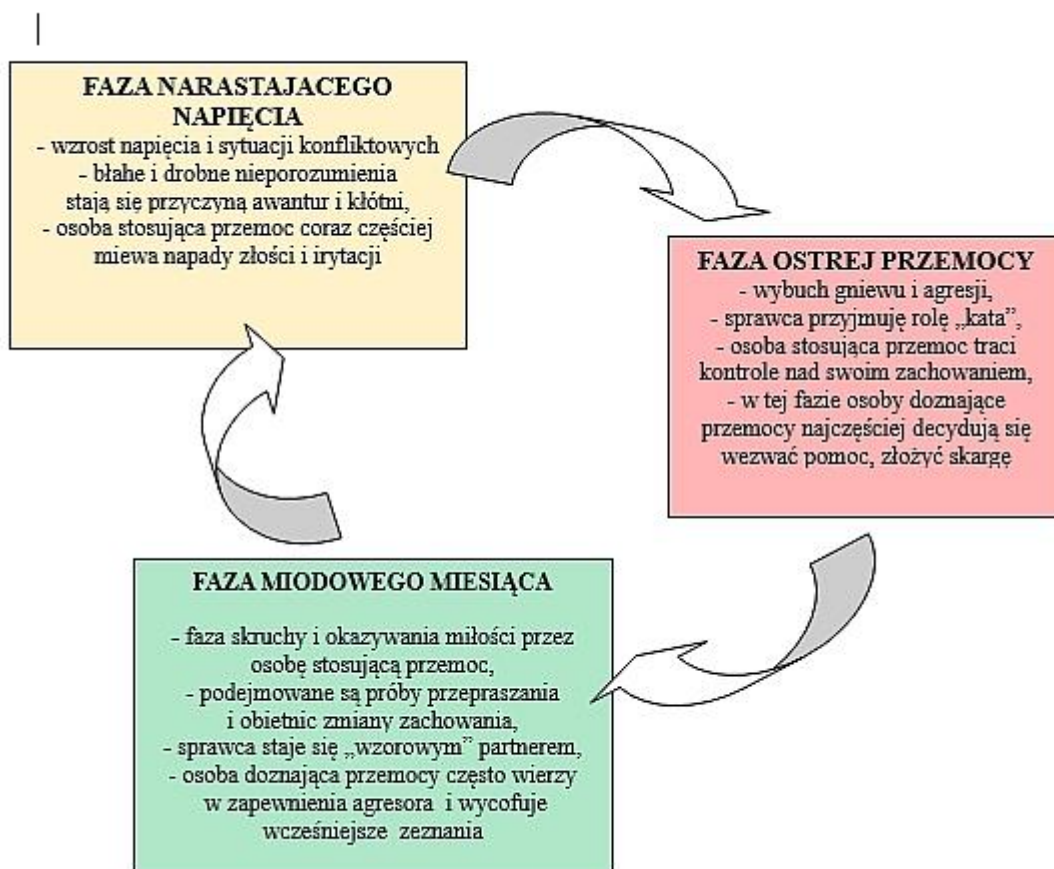 FAZA NARASTAJACEGO
NAPIĘCIA
- wzrost napięcia i sytuacji konfliktowych
- błahe i drobne nieporozumienia
stają się przyczyną awantur i kłótni,
- osoba stosująca przemoc coraz częściej
miewa napady złości i irytacji
FAZA OSTREJ PRZEMOCY
- wybuch gniewu i agresji,
- sprawca przyjmuję rolę „kata”,
- osoba stosująca przemoc traci
kontrole nad swoim zachowaniem,
- w tej fazie osoby doznające
przemocy najczęściej decydują się
wezwać pomoc, złożyć skargę
FAZA MIODOWEGO MIESIĄCA
- faza skruchy i okazywania miłości przez
osobę stosującą przemoc,
- podejmowane są próby przepraszania
i obietnic zmiany zachowania,
- sprawca staje się „wzorowym” partnerem,
- osoba doznająca przemocy często wierzy
w zapewnienia agresora i wycofuje
wcześniejsze zeznania